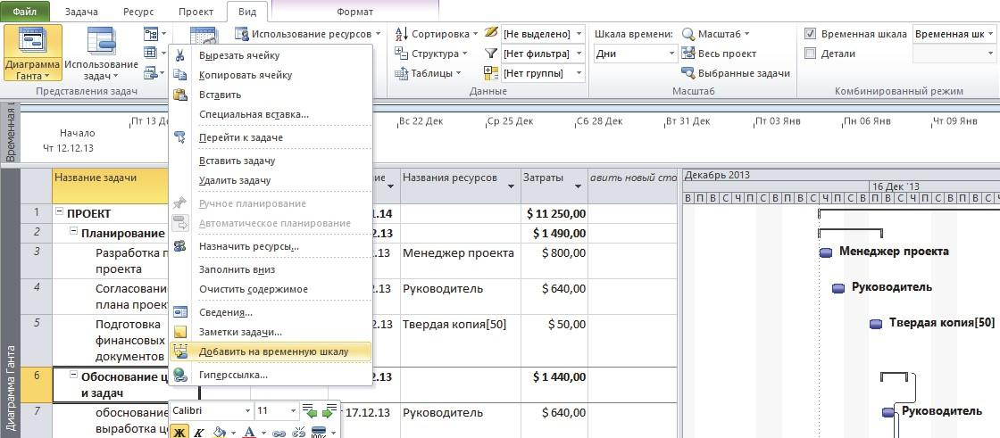 Файл Задача Ресурс Проект Вид Формат
Диаграмма Ганта
Использование задач
Использование ресурсов
Представления задач
Сортировка
Структура
Таблицы
[Не выделено]
[Нет фильтра]
[Нет группы]
Данные
Шкала времени:
Дни
Масштаб
Весь проект
Выбранные задачи
Масштаб
Временная шкала Временная шк
Детали
Комбинированный режим
Вырезать ячейку
Копировать ячейку
Вставить
Специальная вставка...
Перейти к задаче
Вставить задачу
Удалить задачу
Ручное планирование
Автоматическое планирование
Назначить ресурсы...
Заполнить вниз
Очистить содержимое
Сведения...
Заметки задачи...
Добавить на временную шкалу
Гиперссылка...
Calibri 11
Ж К А 100%
Временная
Начало
Чт 12.12.13
Пт 13 Де Вс 22 Дек Ср 25 Дек Сб 28 Дек Вт 31 Дек Пт 03 Янв Пн 06 Янв Чт 09 Янв
Диаграмма Ганта
Название задачи ие Названия ресурсов Затраты авить новый сто
1 ПРОЕКТ 1.14 $ 11 250,00
2 Планирование 2.13 $ 1 490,00
3 Разработка п .13 Менеджер проекта $ 800,00
проекта
4 Согласовани .13 Руководитель $ 640,00
плана проек
5 Подготовка .13 Твердая копия[50] $ 50,00
финансовых
документов
6 Обоснование ц 2.13 $ 1 440,00
и задач
7 обоснование 17.12.13 Руководитель $ 640,00
выработка це
Декабрь 2013
16 Дек '13
В П В С Ч П С В П В С Ч П С В П В С Ч П С В П В С
Менеджер проекта
Руководитель
Твердая копия[50]
Руководитель